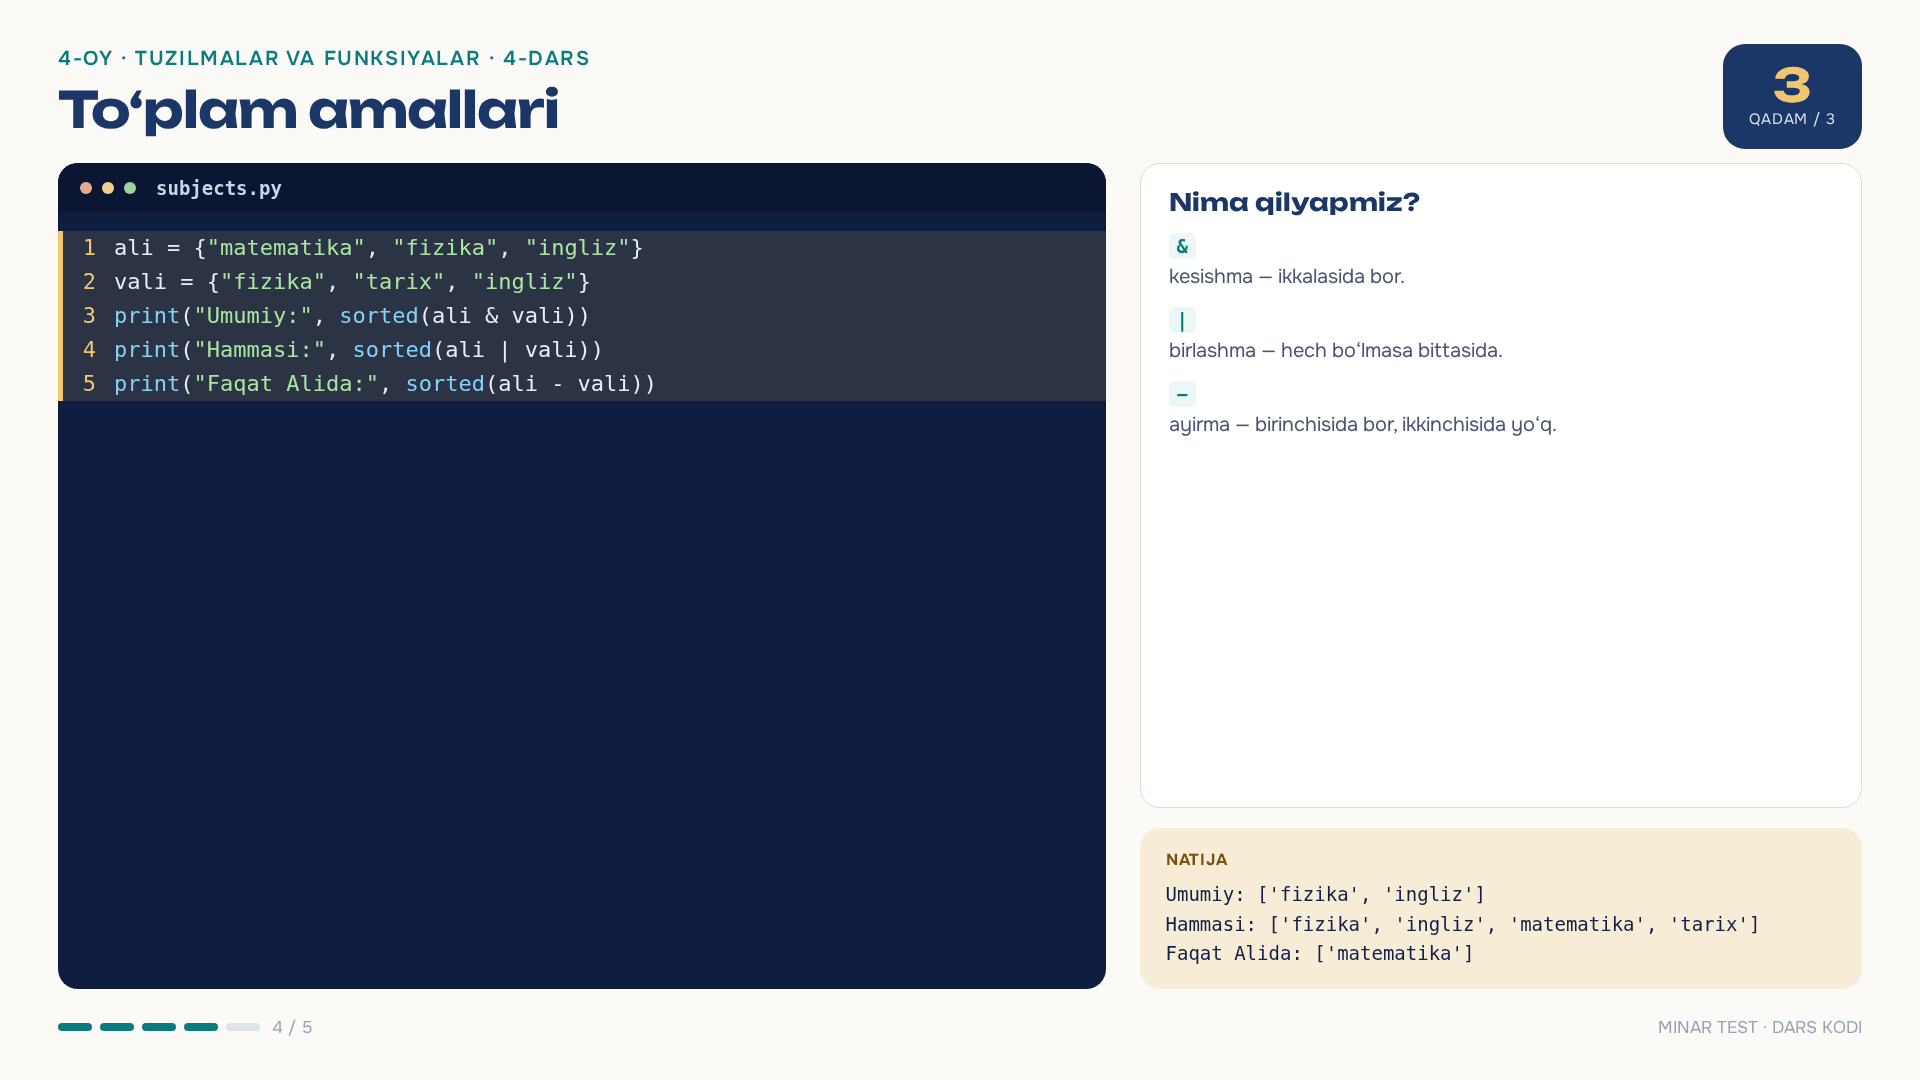 4-OY · TUZILMALAR VA FUNKSIYALAR · 4-DARS
To‘plam amallari
3
QADAM / 3
subjects.py
1 ali = {"matematika", "fizika", "ingliz"}
2 vali = {"fizika", "tarix", "ingliz"}
3 print("Umumiy:", sorted(ali & vali))
4 print("Hammasi:", sorted(ali | vali))
5 print("Faqat Alida:", sorted(ali - vali))
Nima qilyapmiz?
&
kesishma — ikkalasida bor.
|
birlashma — hech bo‘lmasa bittasida.
−
ayirma — birinchisida bor, ikkinchisida yo‘q.
NATIJA
Umumiy: ['fizika', 'ingliz']
Hammasi: ['fizika', 'ingliz', 'matematika', 'tarix']
Faqat Alida: ['matematika']
4 / 5
MINAR TEST · DARS KODI